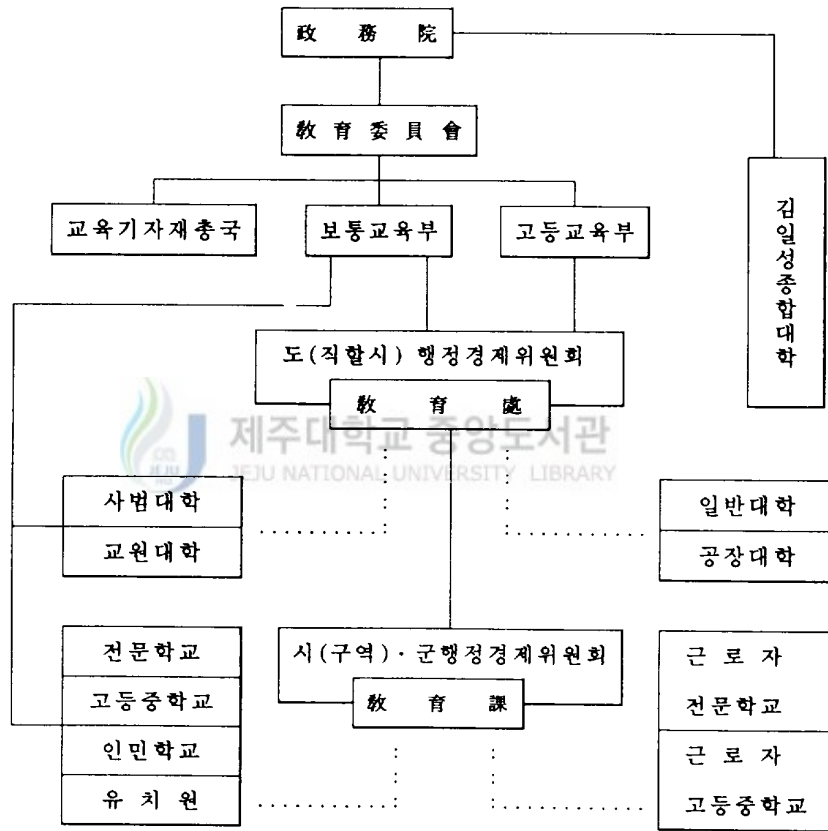 政務院
敎育委員會
교육기자재총국
보통교육부
고등교육부
김일성종합대학
도(직할시) 행정경제위원회
敎育處
제주대학교 중앙도서관
JEJU NATIONAL UNIVERSITY LIBRARY
JEJU
사범대학
교원대학
일반대학
공장대학
전문학교
고등중학교
인민학교
유치원
시(구역)·군행정경제위원회
敎育課
근로자
전문학교
근로자
고등중학교